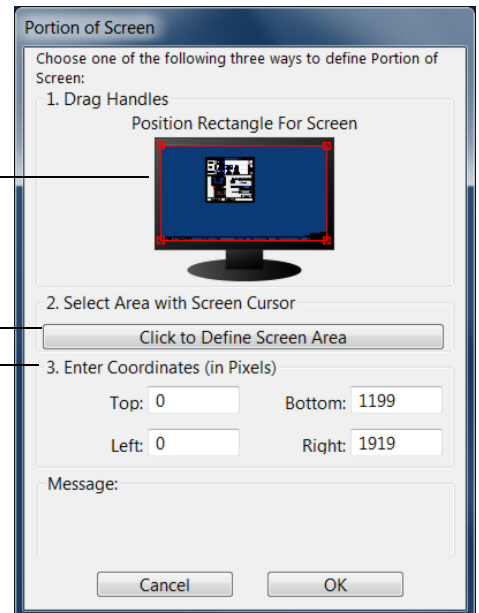 Portion of Screen
Choose one of the following three ways to define Portion of
Screen:
1. Drag Handles
Position Rectangle For Screen
2. Select Area with Screen Cursor
Click to Define Screen Area
3. Enter Coordinates (in Pixels)
Top: 0 Bottom: 1199
Left: 0 Right: 1919
Message:
Cancel OK